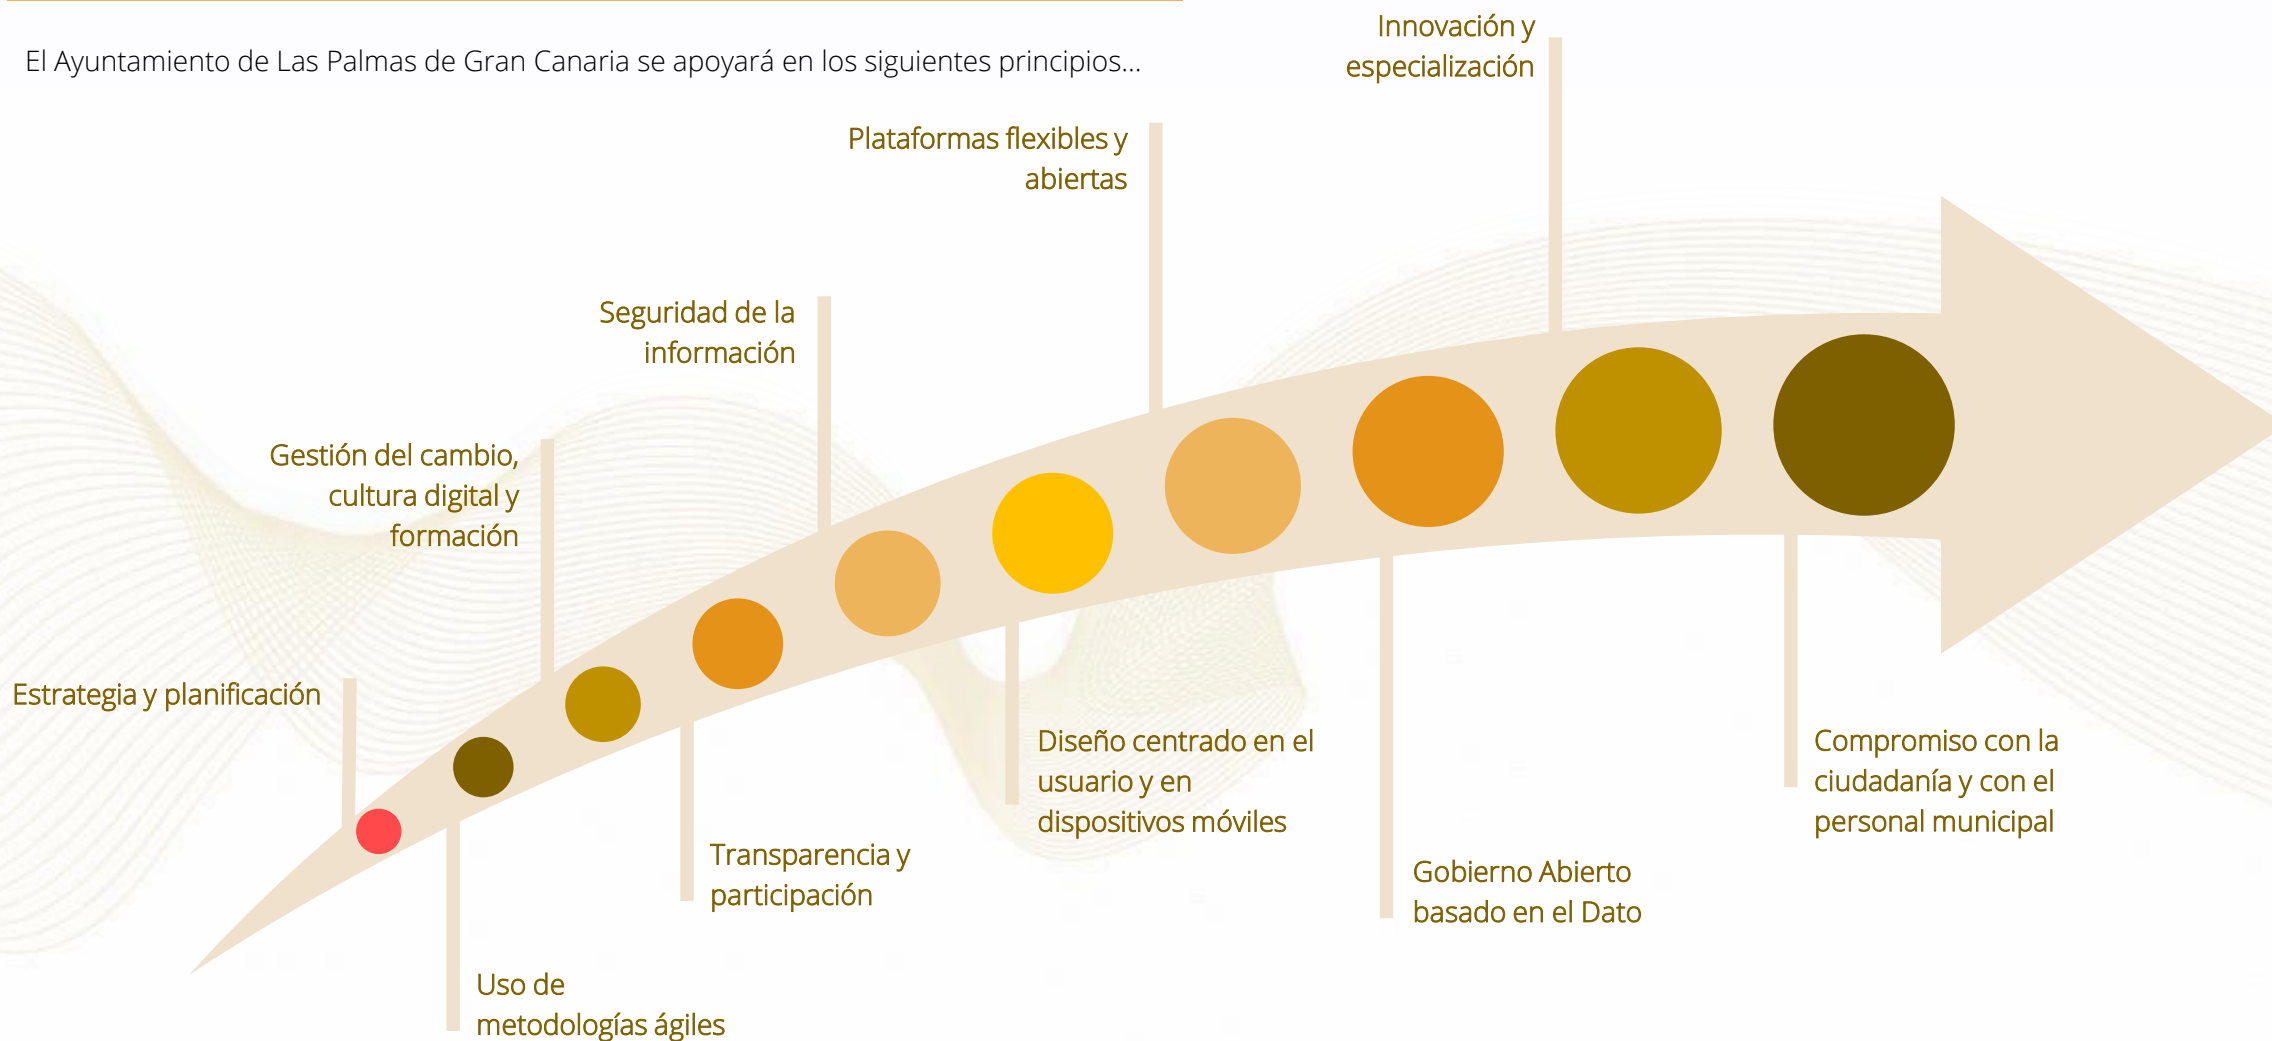 El Ayuntamiento de Las Palmas de Gran Canaria se apoyará en los siguientes principios...
Estrategia y planificación
Uso de
metodologías ágiles
Gestión del cambio,
cultura digital y
formación
Transparencia y
participación
Seguridad de la
información
Diseño centrado en el
usuario y en
dispositivos móviles
Plataformas flexibles y
abiertas
Gobierno Abierto
basado en el Dato
Innovación y
especialización
Compromiso con la
ciudadanía y con el
personal municipal